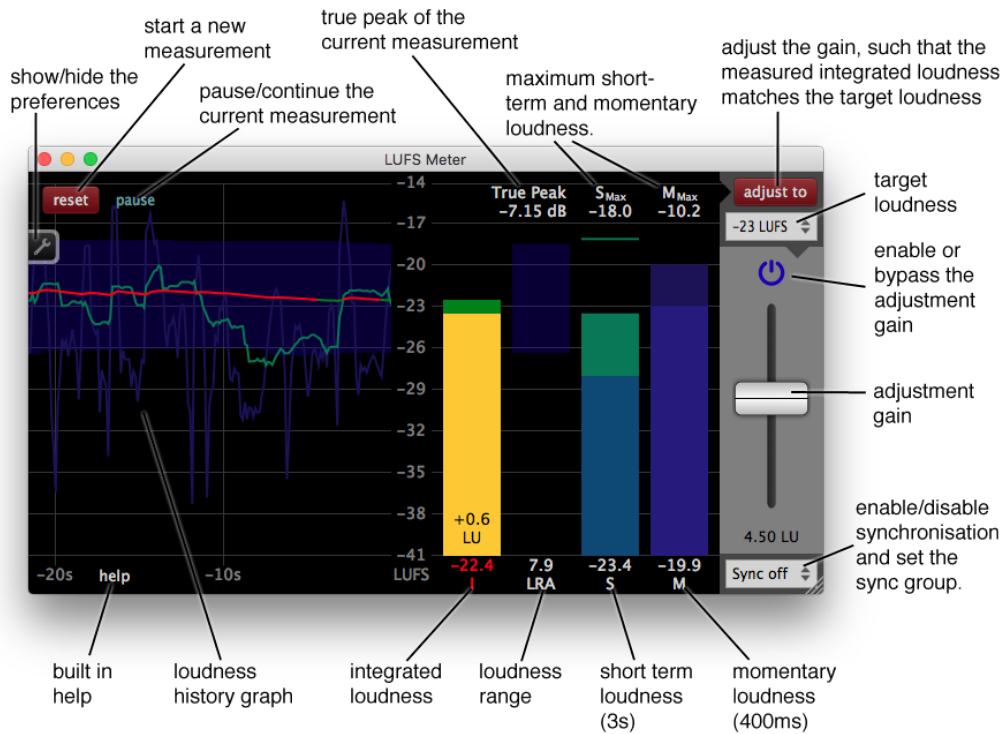 start a new
measurement
true peak of the
current measurement
show/hide the
preferences
pause/continue the
current measurement
maximum short-
term and momentary
loudness.
adjust the gain, such that the
measured integrated loudness
matches the target loudness
LUFS Meter
reset
pause
-14
-17
-20
-23
-26
-29
-32
-35
-38
-41
LUFS
True Peak
-7.15 dB
SMax
-18.0
MMax
-10.2
adjust to
-23 LUFS
target
loudness
enable or
bypass the
adjustment
gain
adjustment
gain
4.50 LU
Sync off
enable/disable
synchronisation
and set the
sync group.
+0.6
LU
-20s
help
-10s
-22.4
I
7.9
LRA
-23.4
S
-19.9
M
built in
help
loudness
history graph
integrated
loudness
loudness
range
short term
loudness
(3s)
momentary
loudness
(400ms)